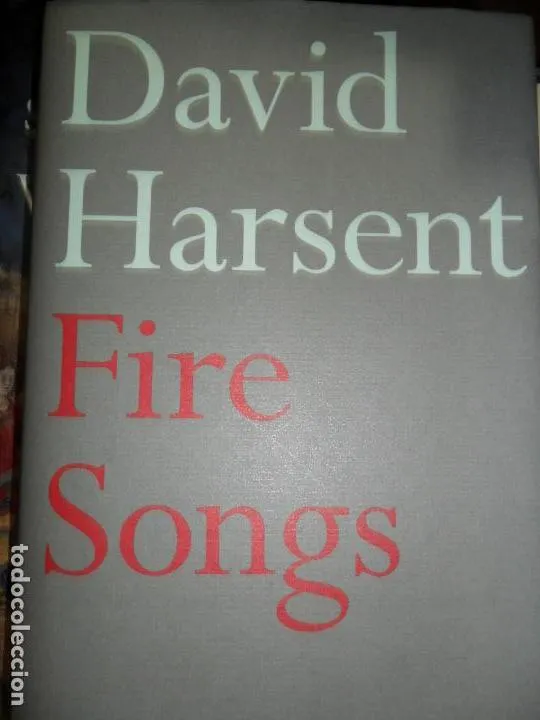 David
Harsent
Fire
Songs
todocoleccion